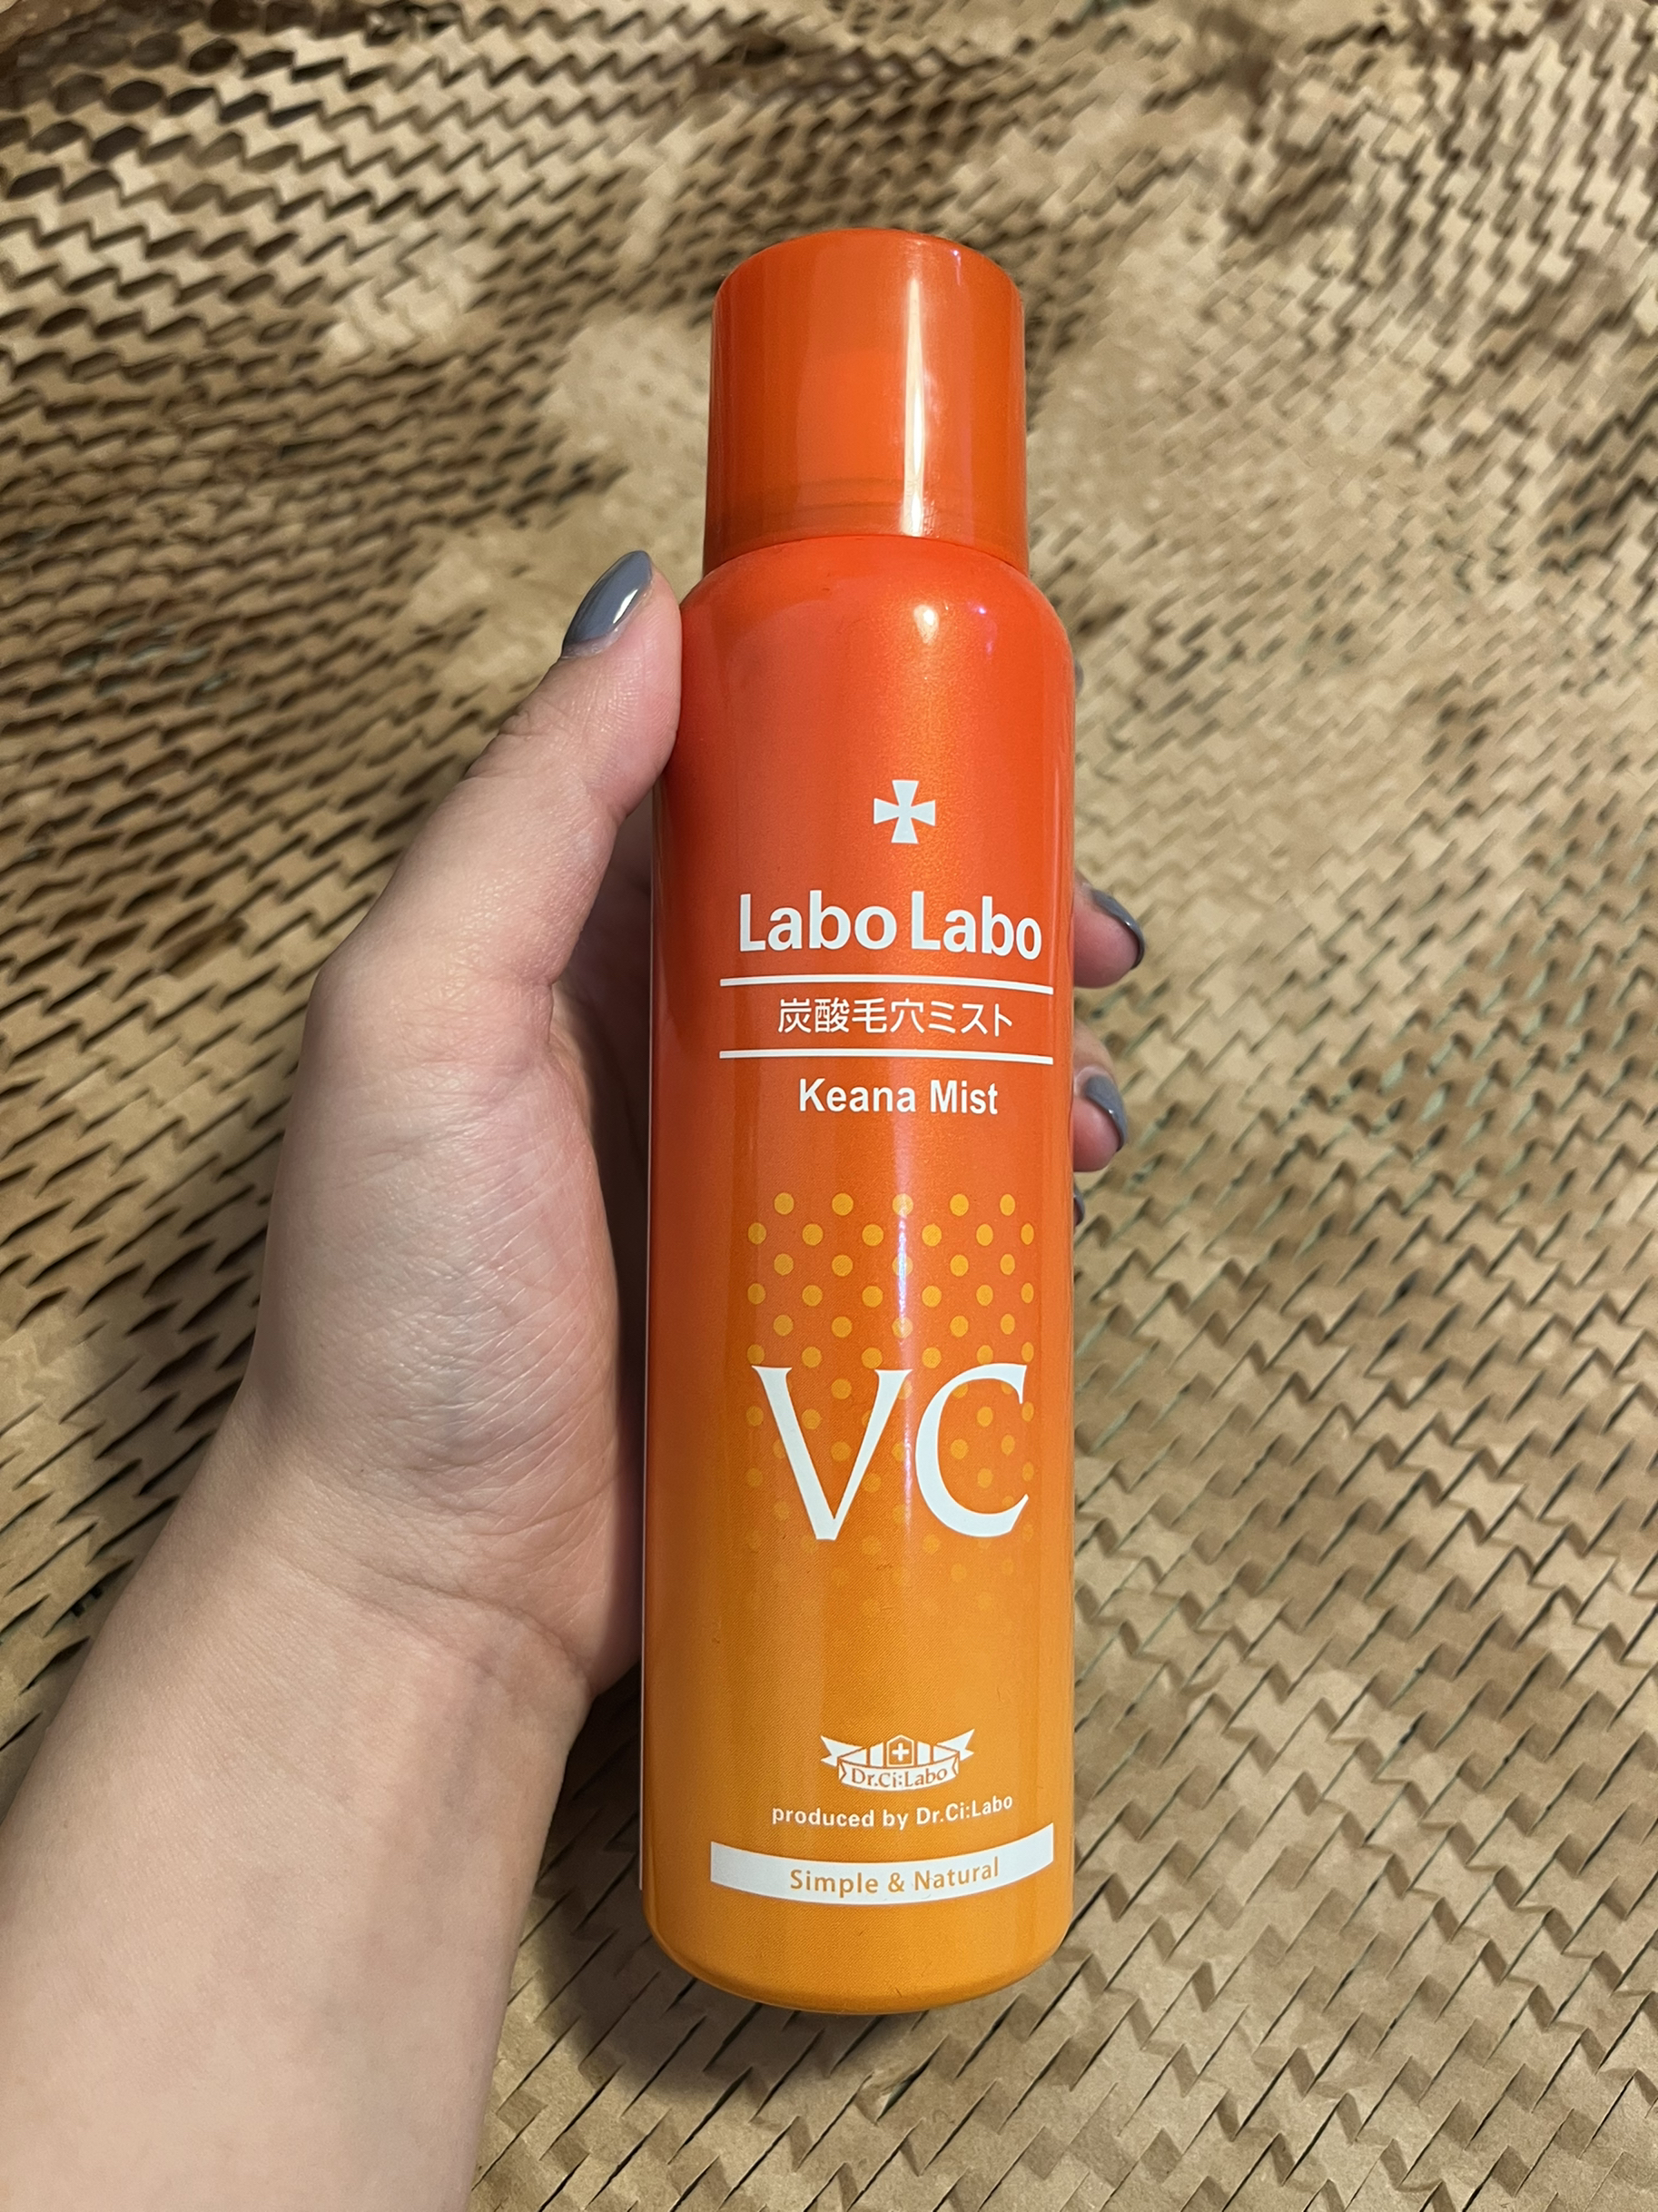 Labo Labo
炭酸毛穴ミスト
Keana Mist
VC
Dr.Ci:Labo
produced by Dr.Ci:Labo
Simple & Natural